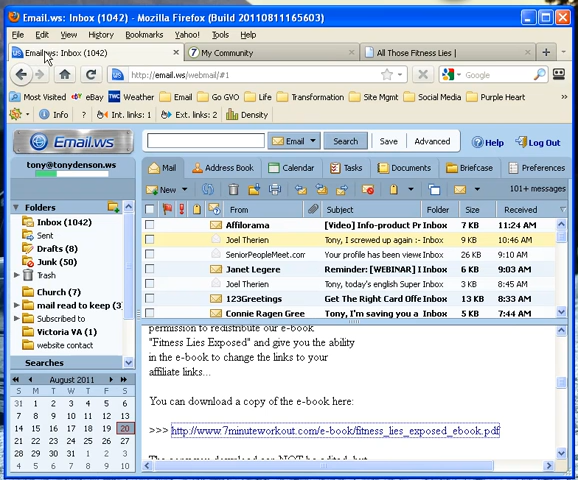 Email.ws: Inbox (1042) - Mozilla Firefox (Build 20110811165603)
File Edit View History Bookmarks Yahoo! Tools Help
Email.ws: Inbox (1042) My Community All Those Fitness Lies |
http://email.ws/webmail/#1 Google
Most Visited eBay Weather Email Go GVO Life Transformation Site Mgmt Social Media Purple Heart
Info ? Int. links: 1 Ext. links: 2 Density
Email.ws Email Search Save Advanced Help Log Out
tony@tonydenson.ws
Mail Address Book Calendar Tasks Documents Briefcase Preferences
New 101+ messages
Folders
Inbox (1042)
Sent
Drafts (8)
Junk (50)
Trash
Church (7)
mail read to keep (3)
Subscribed to
Victoria VA (1)
website contact
Searches
August 2011
S M T W T F S
31 1 2 3 4 5 6
7 8 9 10 11 12 13
14 15 16 17 18 19 20
21 22 23 24 25 26 27
28 29 30 31 1 2 3
4 5 6 7 8 9 10
From Subject Folder Size Received
Affilorama [Video] Info-product Pr Inbox 7 KB 11:24 AM
Joel Therien Tony, I screwed up again :- Inbox 9 KB 10:46 AM
SeniorPeopleMeet.com Your profile has been viewe Inbox 26 KB 9:10 AM
Janet Legere Reminder: [WEBINAR] I Inbox 6 KB 9:03 AM
Joel Therien Tony, today's english Super Inbox 3 KB 8:45 AM
123Greetings Get The Right Card Offe Inbox 13 KB 8:33 AM
Connie Ragen Gree Tony, I'm saving you a Inbox 5 KB 7:44 AM
permission to redistribute our e-book
"Fitness Lies Exposed" and give you the ability
in the e-book to change the links to your
affiliate links...
You can download a copy of the e-book here:
>>> http://www.7minuteworkout.com/e-book/fitness_lies_exposed_ebook.pdf